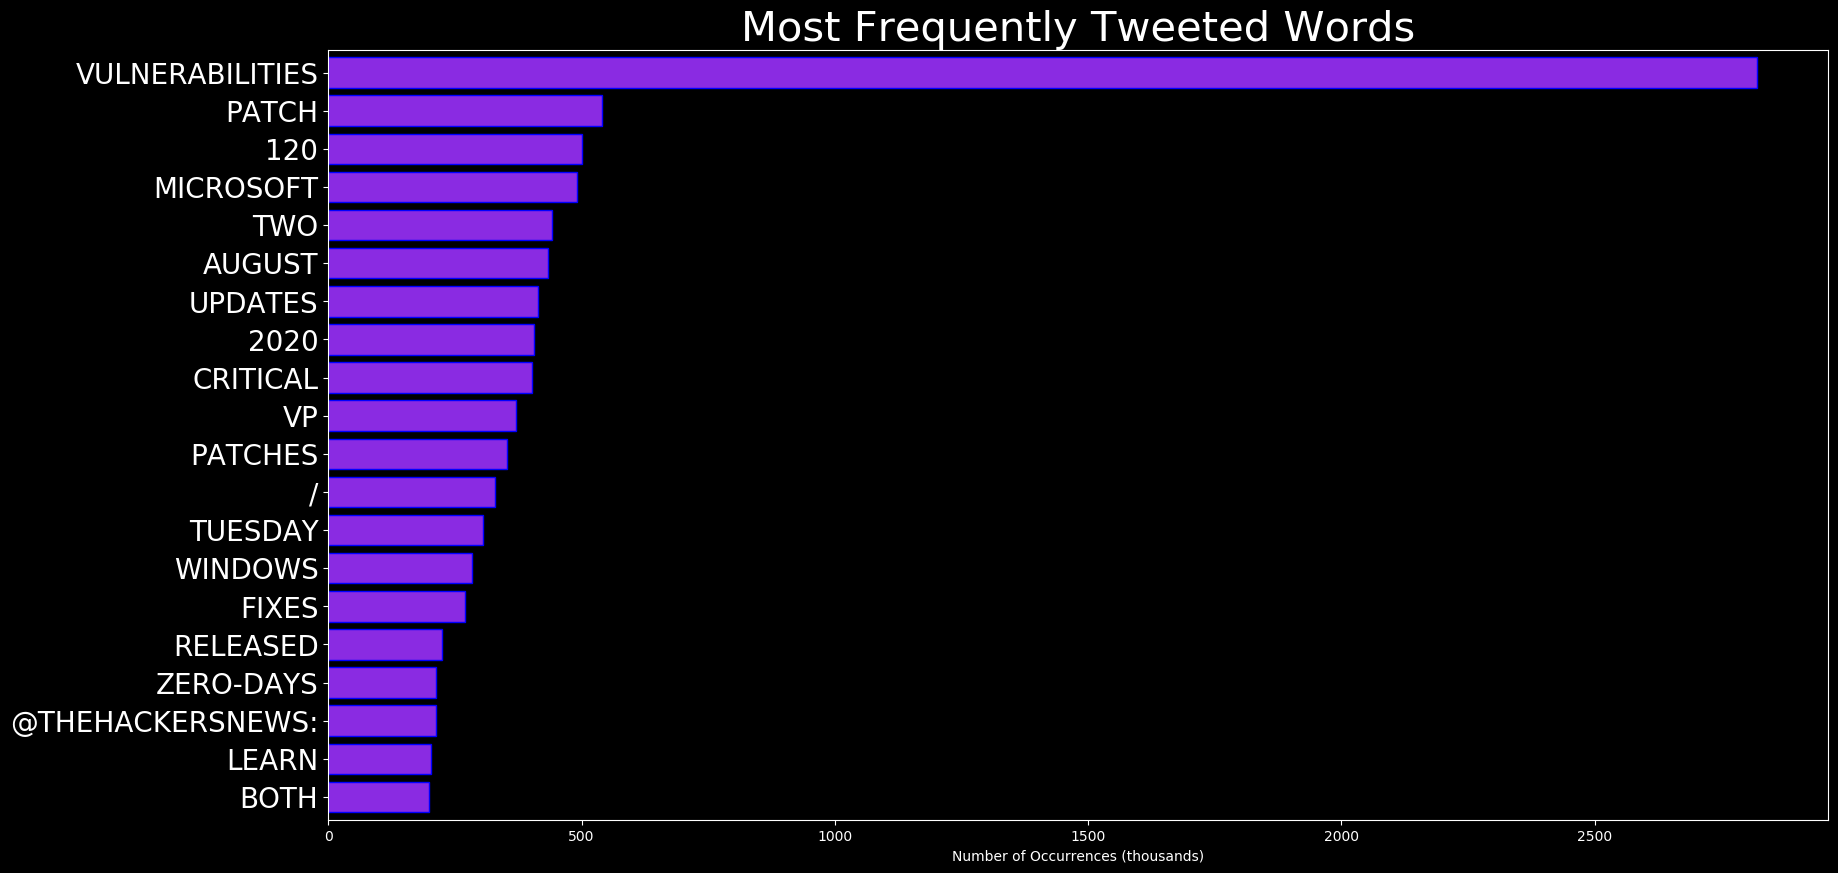 Most Frequently Tweeted Words
VULNERABILITIES
PATCH
120
MICROSOFT
TWO
AUGUST
UPDATES
2020
CRITICAL
VP
PATCHES
/
TUESDAY
WINDOWS
FIXES
RELEASED
ZERO-DAYS
@THEHACKERSNEWS:
LEARN
BOTH
0 500 1000 1500 2000 2500
Number of Occurrences (thousands)